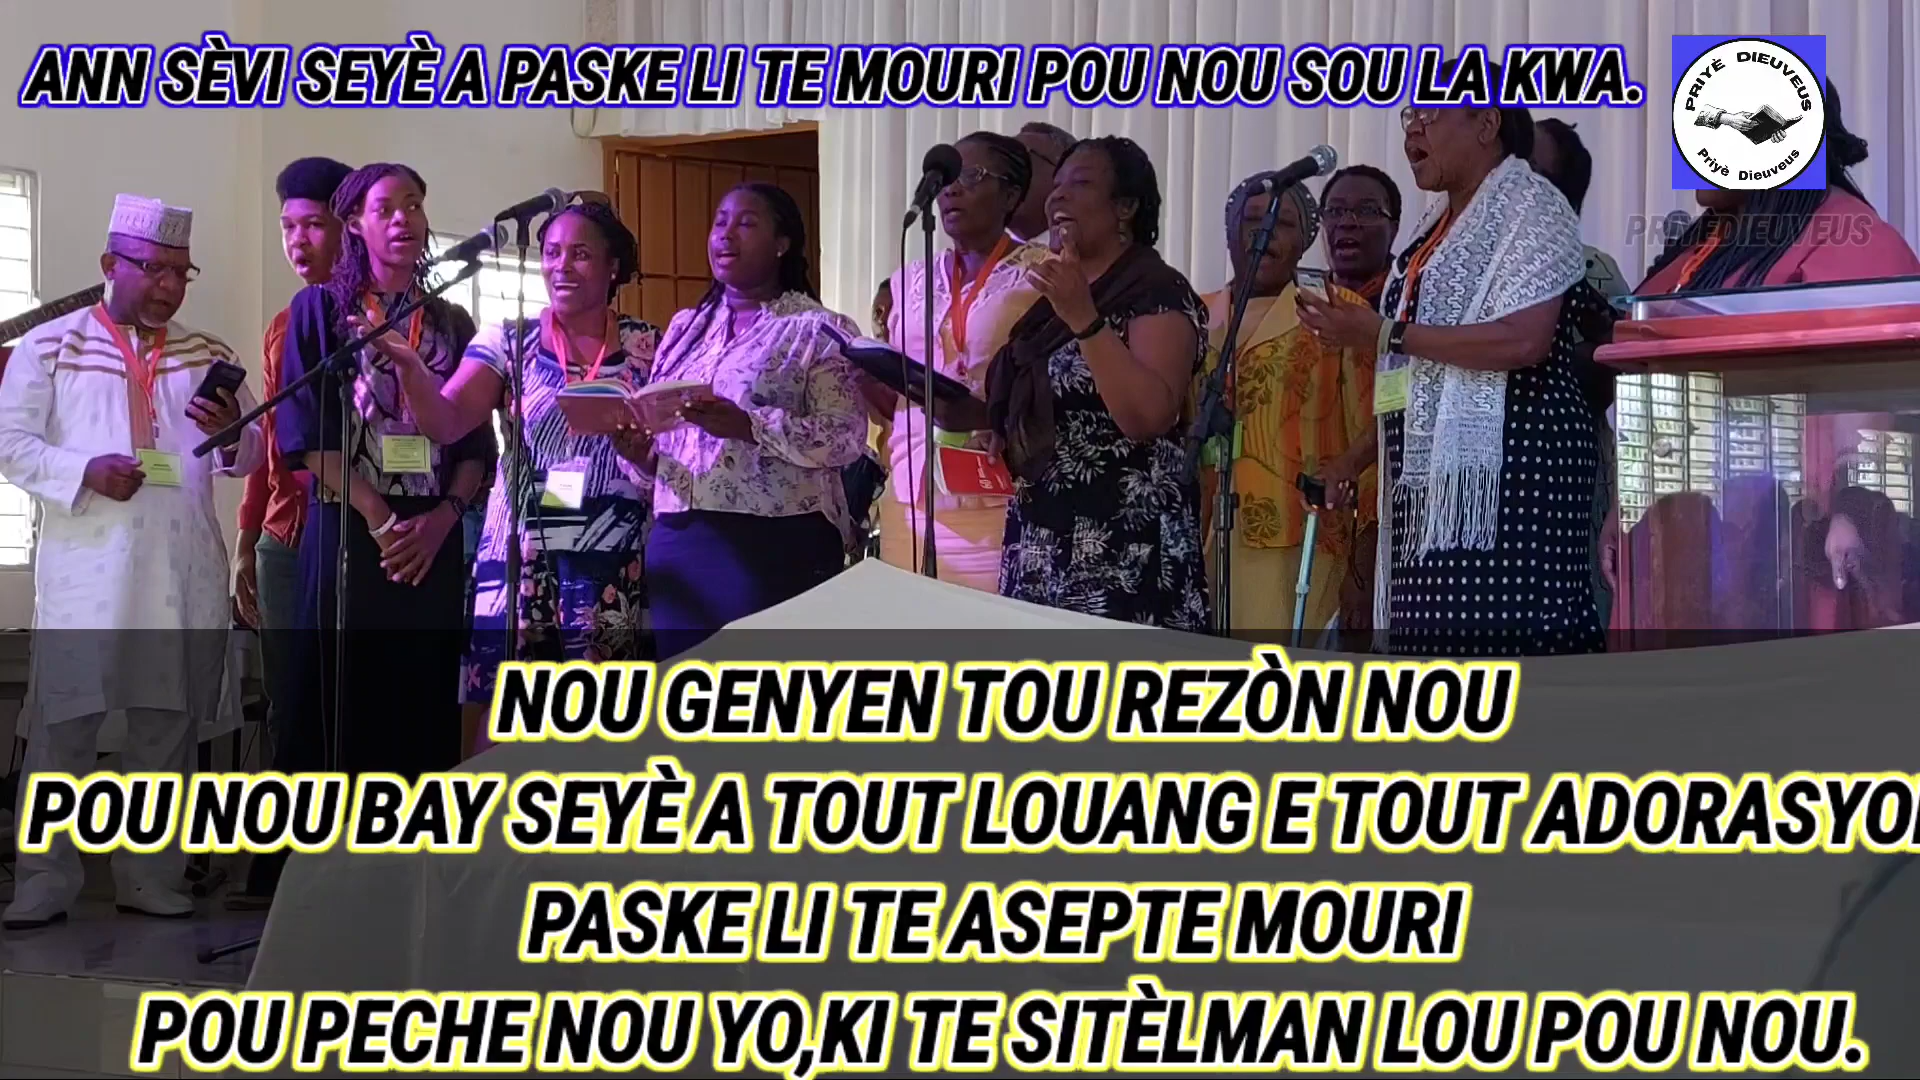 ANN SÈVI SEYÈ A PASKE LI TE MOURI POU NOU SOU LA KWA.
PRIYÈ DIEUVEUS
Priyè Dieuveus
PRIYÈDIEUVEUS
NOU GENYEN TOU REZÒN NOU
POU NOU BAY SEYÈ A TOUT LOUANG E TOUT
PASKE LI TE ASEPTE MOURI
POU PECHE NOU YO,KI TE SITÈLMAN LOU POU NOU.